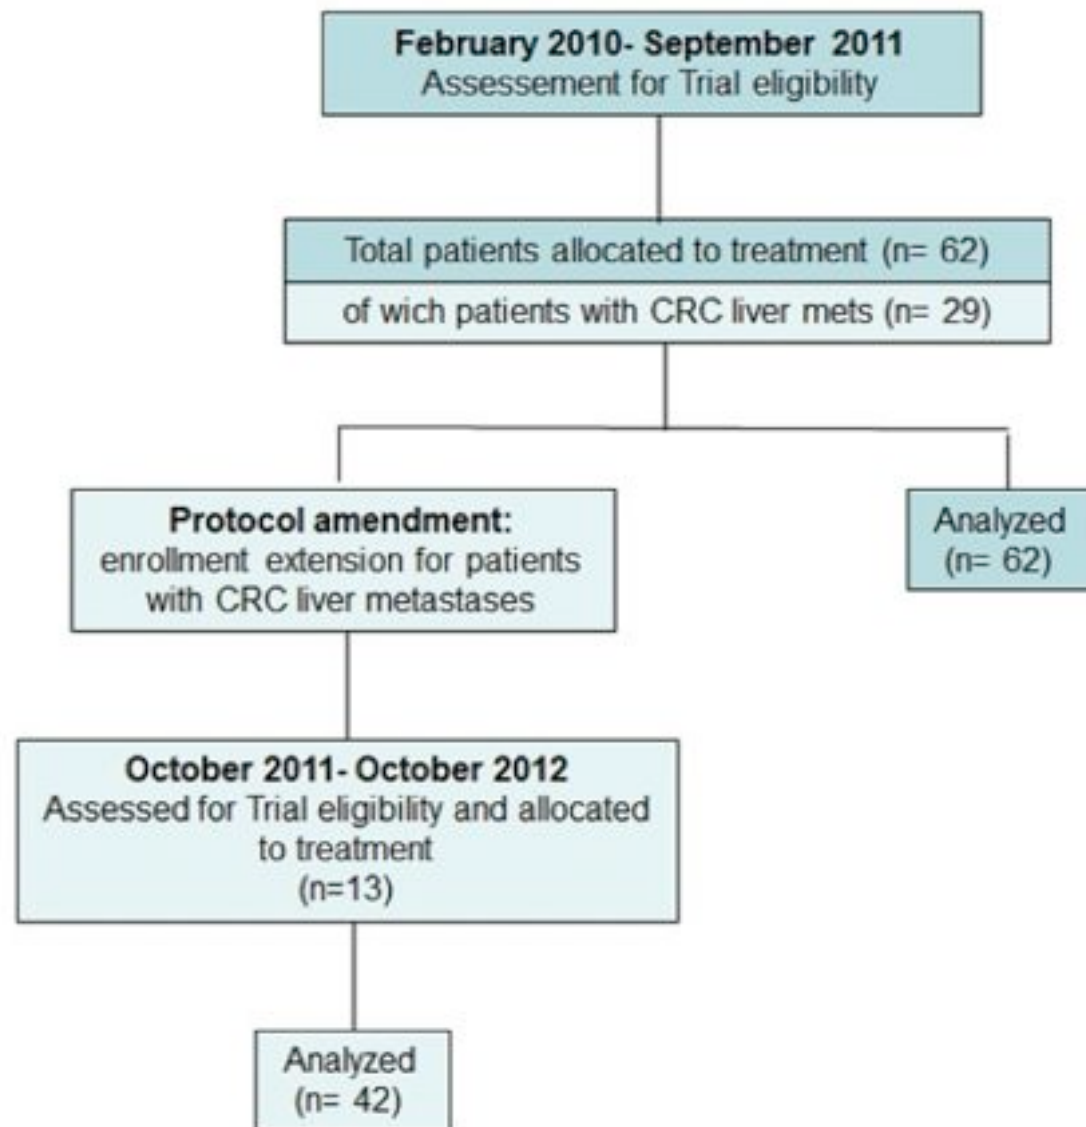 February 2010- September 2011
Assessement for Trial eligibility
Total patients allocated to treatment (n= 62)
of wich patients with CRC liver mets (n= 29)
Protocol amendment:
enrollment extension for patients
with CRC liver metastases
Analyzed
(n= 62)
October 2011- October 2012
Assessed for Trial eligibility and allocated
to treatment
(n=13)
Analyzed
(n= 42)